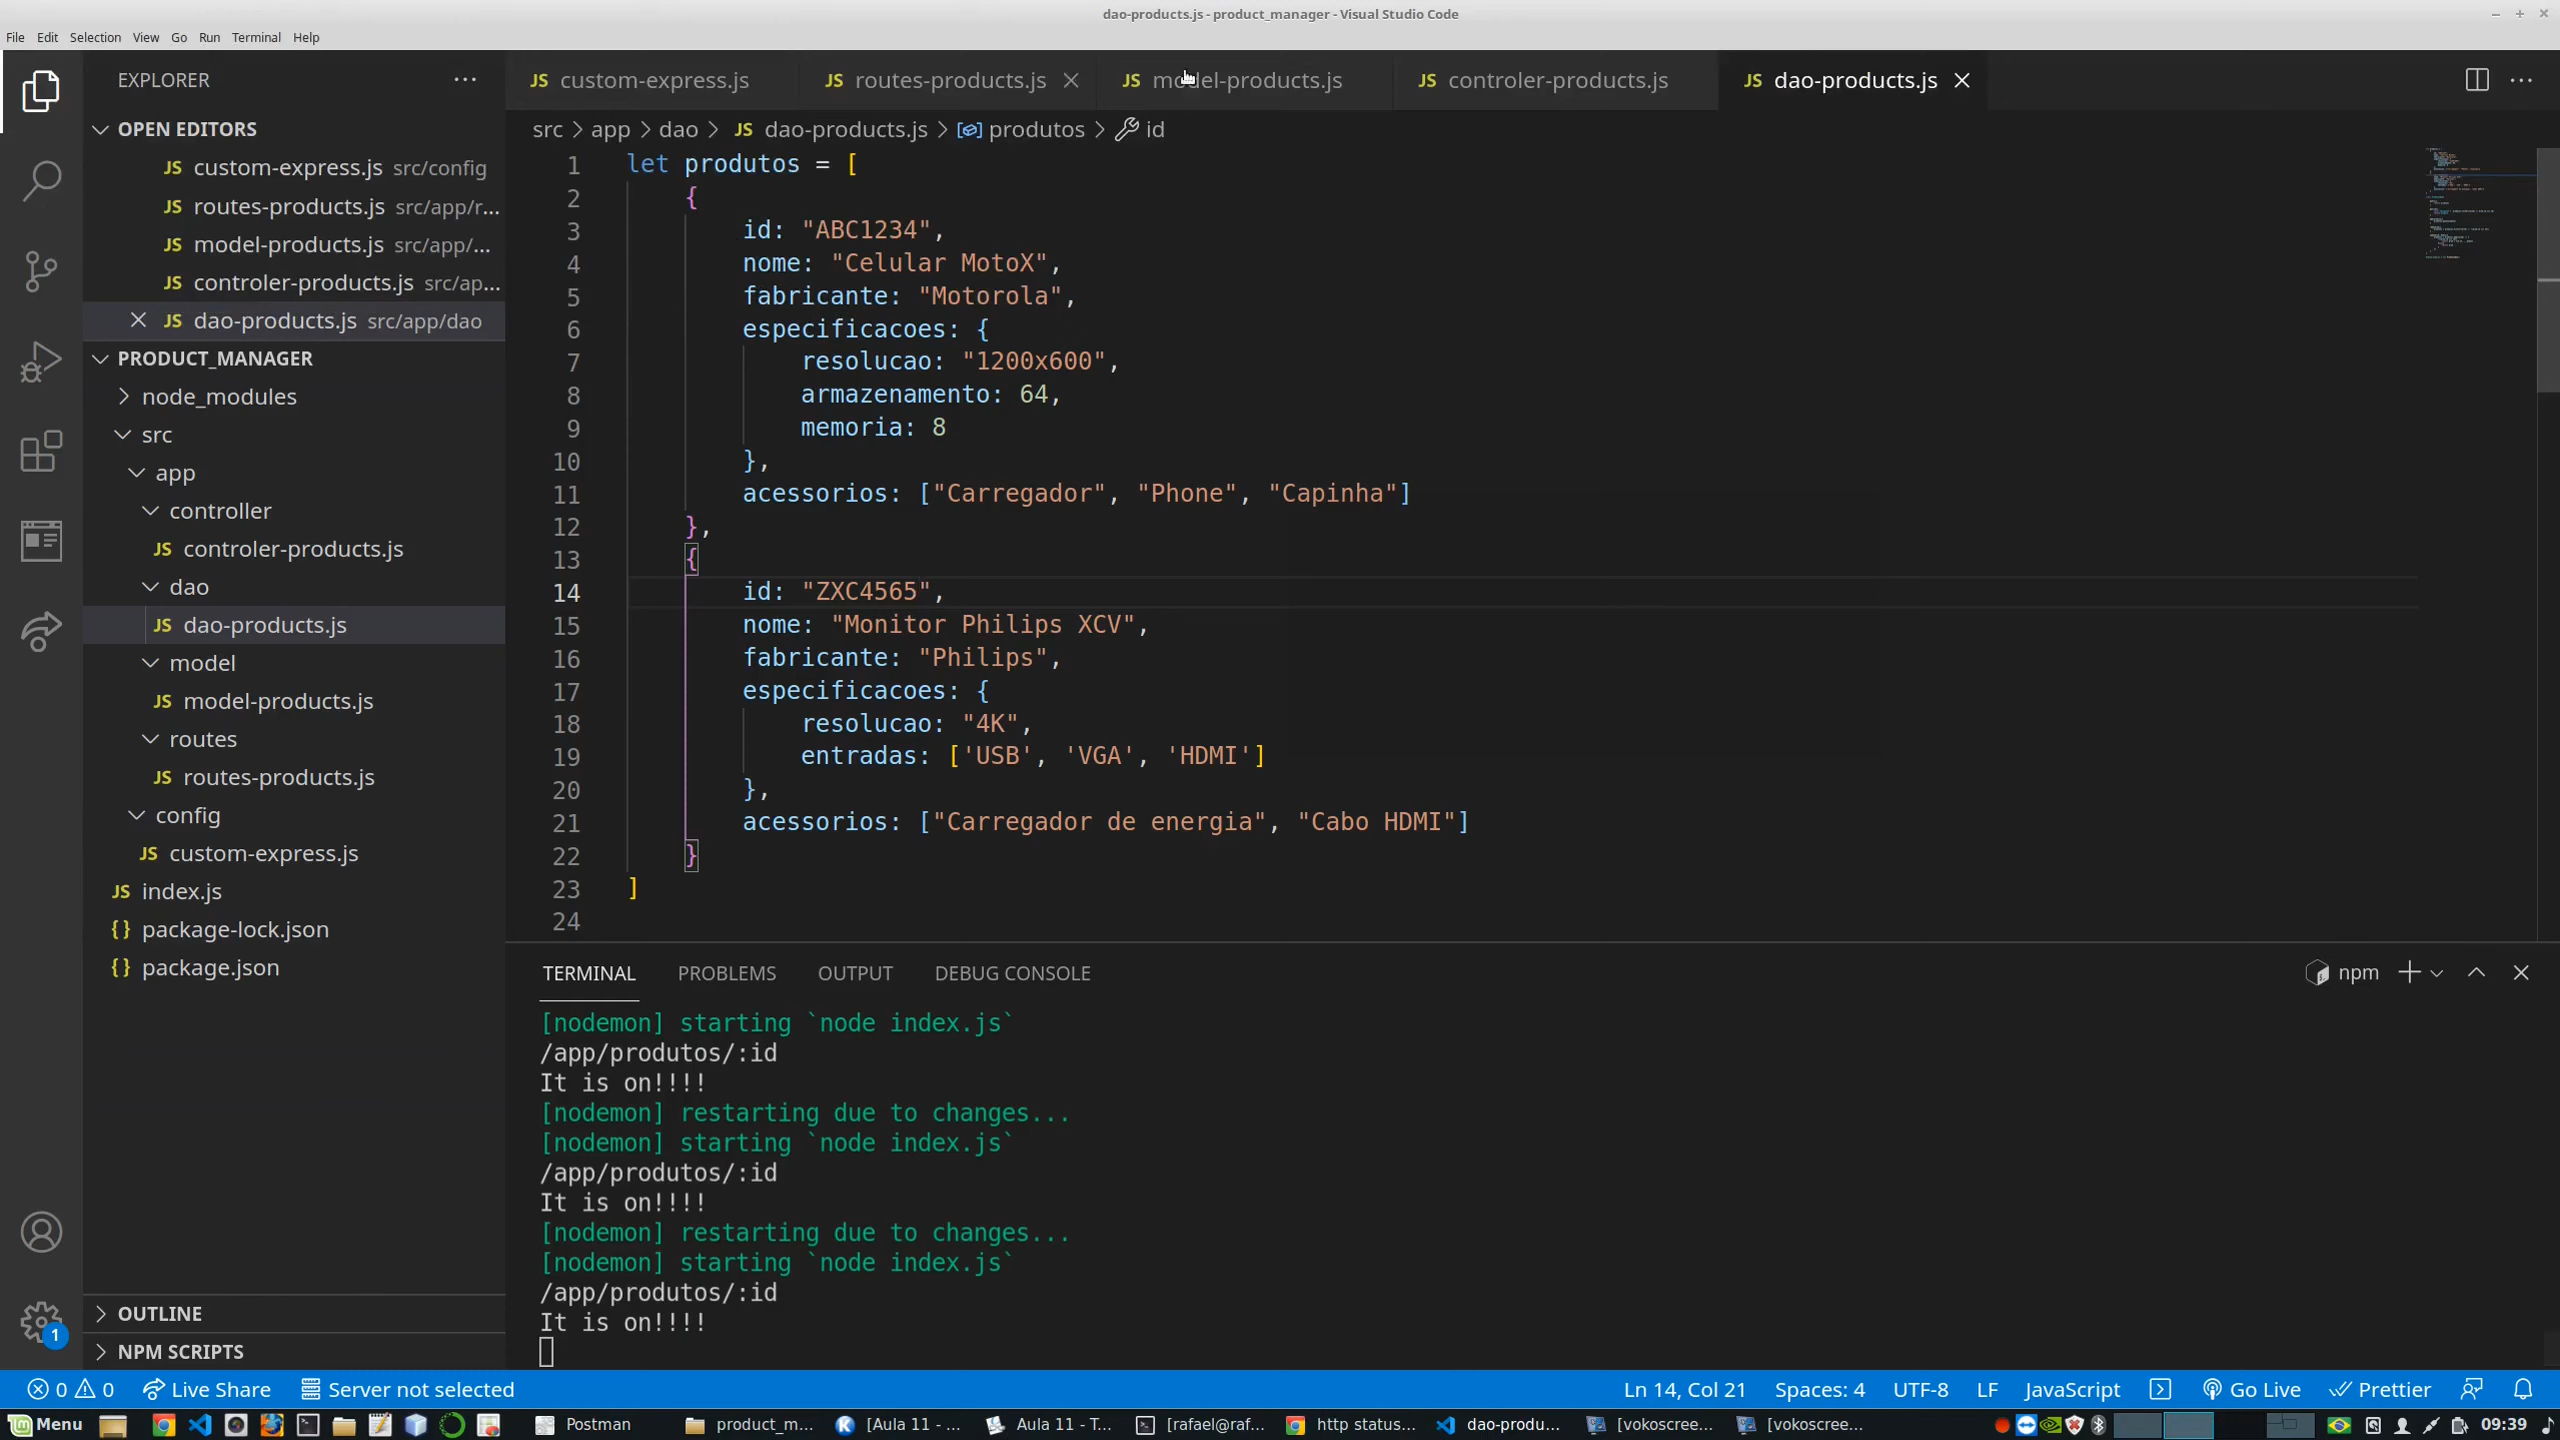 dao-products.js - product_manager - Visual Studio Code
File Edit Selection View Go Run Terminal Help
EXPLORER
OPEN EDITORS
JS custom-express.js src/config
JS routes-products.js src/app/r...
JS model-products.js src/app/...
JS controler-products.js src/ap...
JS dao-products.js src/app/dao
PRODUCT_MANAGER
node_modules
src
app
controller
JS controler-products.js
dao
JS dao-products.js
model
JS model-products.js
routes
JS routes-products.js
config
JS custom-express.js
JS index.js
{} package-lock.json
{} package.json
OUTLINE
NPM SCRIPTS
1
JS custom-express.js JS routes-products.js JS model-products.js JS controler-products.js JS dao-products.js
src > app > dao > JS dao-products.js > produtos > id
1 let produtos = [
2 {
3 id: "ABC1234",
4 nome: "Celular MotoX",
5 fabricante: "Motorola",
6 especificacoes: {
7 resolucao: "1200x600",
8 armazenamento: 64,
9 memoria: 8
10 },
11 acessorios: ["Carregador", "Phone", "Capinha"]
12 },
13 {
14 id: "ZXC4565",
15 nome: "Monitor Philips XCV",
16 fabricante: "Philips",
17 especificacoes: {
18 resolucao: "4K",
19 entradas: ['USB', 'VGA', 'HDMI']
20 },
21 acessorios: ["Carregador de energia", "Cabo HDMI"]
22 }
23 ]
24
TERMINAL PROBLEMS OUTPUT DEBUG CONSOLE
npm
[nodemon] starting `node index.js`
/app/produtos/:id
It is on!!!!
[nodemon] restarting due to changes...
[nodemon] starting `node index.js`
/app/produtos/:id
It is on!!!!
[nodemon] restarting due to changes...
[nodemon] starting `node index.js`
/app/produtos/:id
It is on!!!!
0 0 Live Share Server not selected
Ln 14, Col 21 Spaces: 4 UTF-8 LF JavaScript Go Live Prettier
Menu Postman product_m... [Aula 11 - ... Aula 11 - T... [rafael@raf... http status... dao-produ... [vokoscree... [vokoscree... 09:39